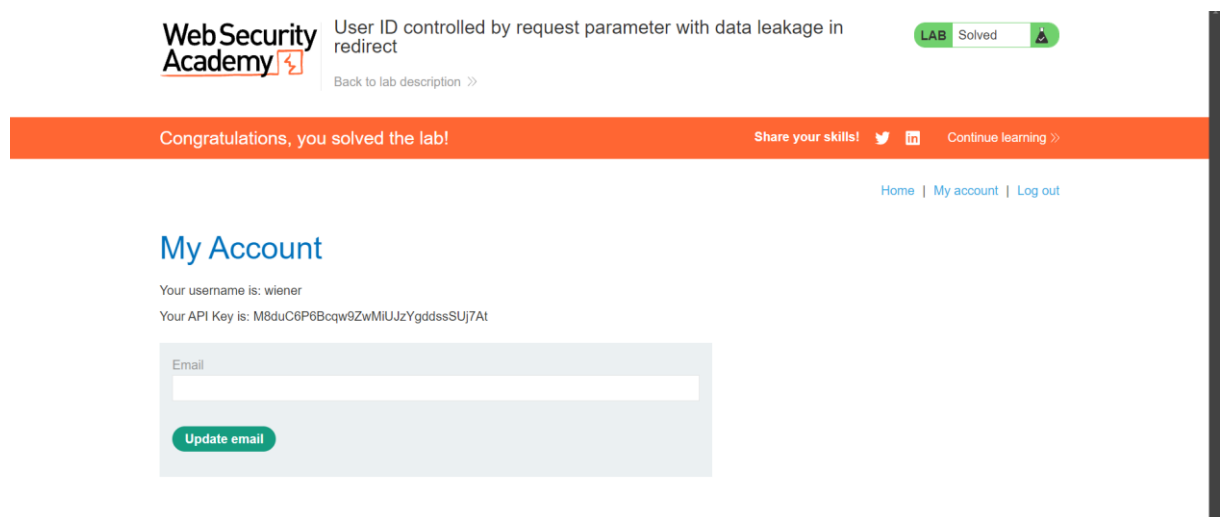 Web Security
Academy
User ID controlled by request parameter with data leakage in
redirect
Back to lab description >>
LAB Solved
Congratulations, you solved the lab!
Share your skills!
Continue learning >>
Home | My account | Log out
My Account
Your username is: wiener
Your API Key is: M8duC6P6Bcqw9ZwMiUJzYgddssSUj7At
Email
Update email